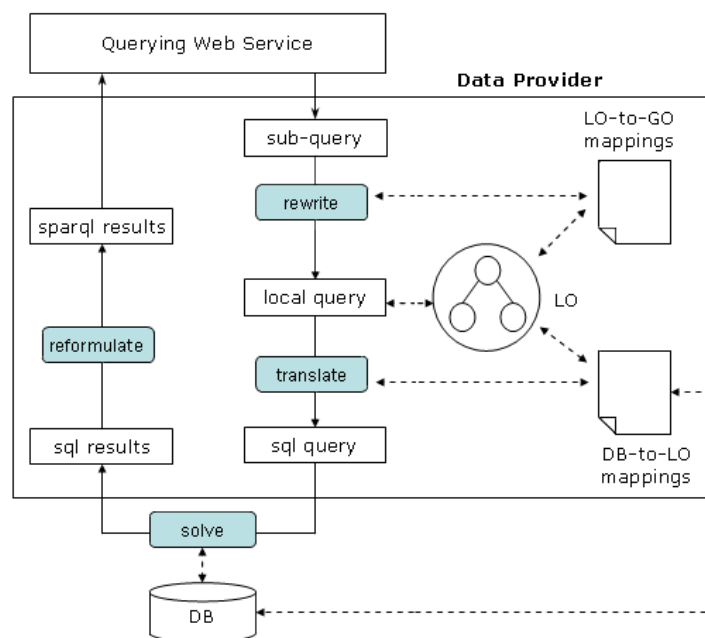 Querying Web Service
Data Provider
LO-to-GO
mappings
sub-query
rewrite
sparql results
local query
LO
reformulate
translate
sql results
sql query
DB-to-LO
mappings
solve
DB